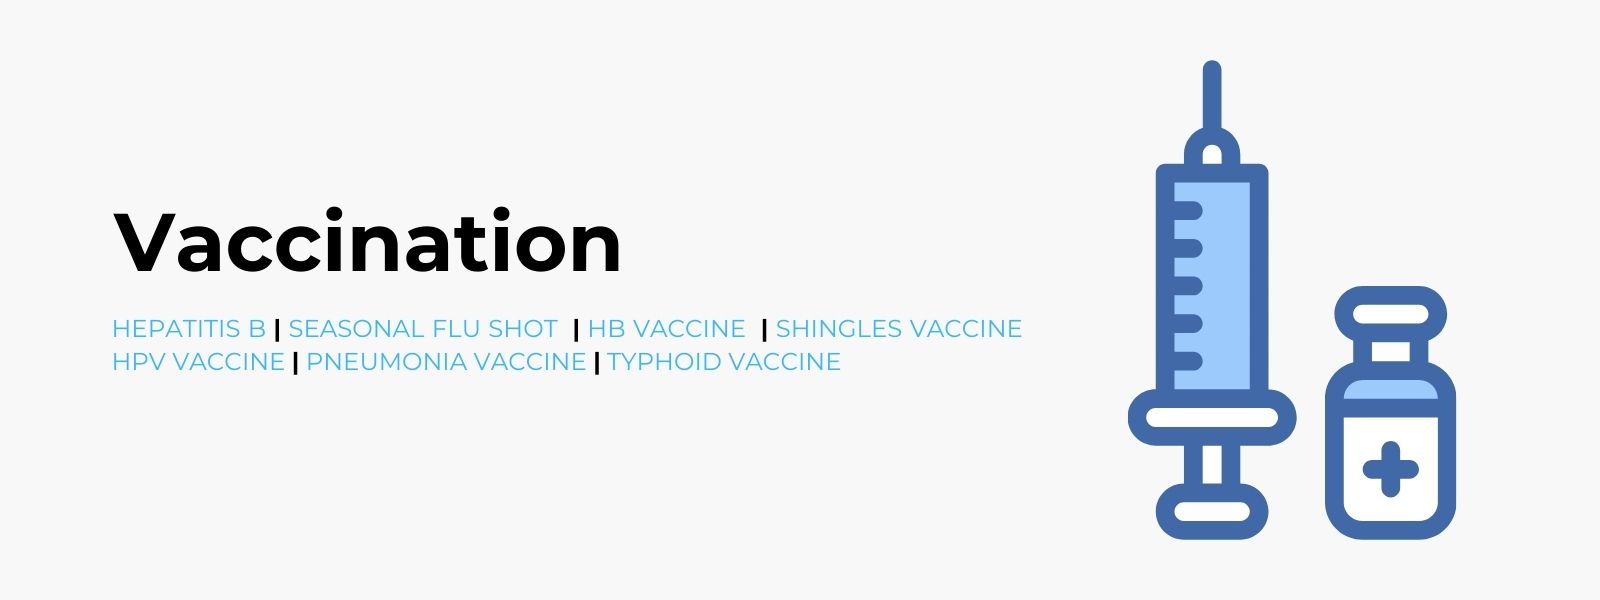 Vaccination
HEPATITIS B | SEASONAL FLU SHOT | HB VACCINE | SHINGLES VACCINE
HPV VACCINE | PNEUMONIA VACCINE | TYPHOID VACCINE